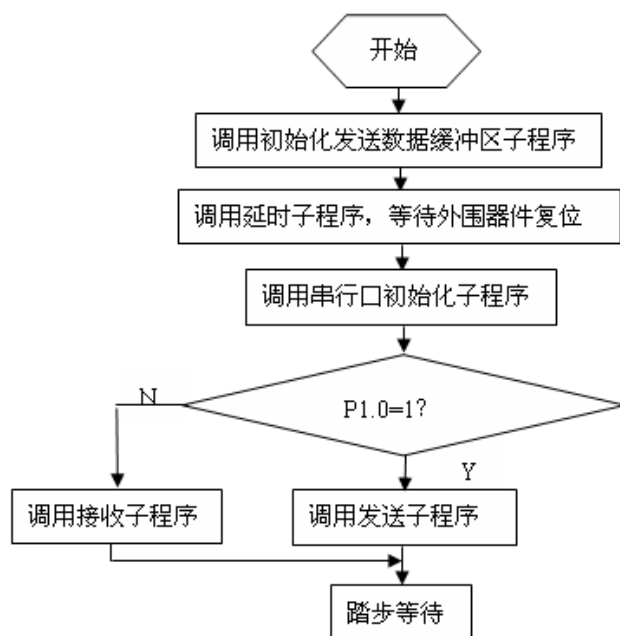 开始
调用初始化发送数据缓冲区子程序
调用延时子程序，等待外围器件复位
调用串行口初始化子程序
N
P1.0=1?
Y
调用接收子程序
调用发送子程序
踏步等待